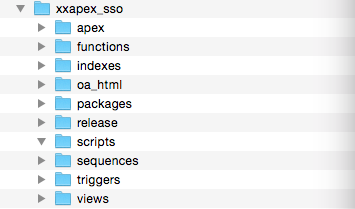 xxapex_sso
apex
functions
indexes
oa_html
packages
release
scripts
sequences
triggers
views